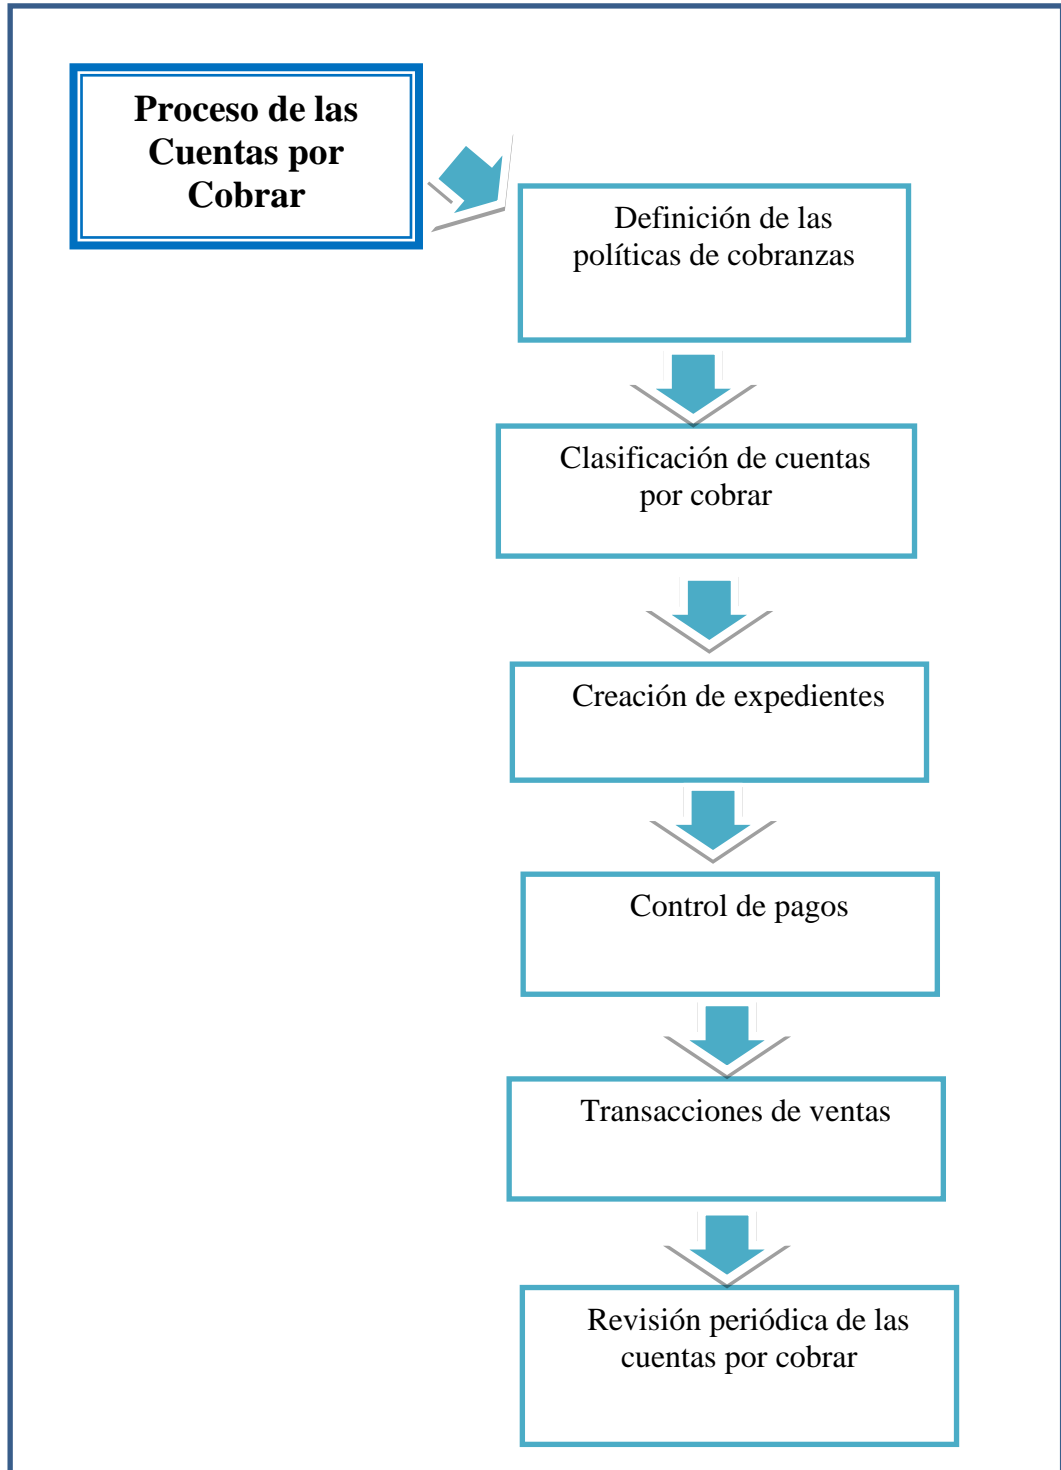 Proceso de las
Cuentas por
Cobrar
Definición de las
políticas de cobranzas
Clasificación de cuentas
por cobrar
Creación de expedientes
Control de pagos
Transacciones de ventas
Revisión periódica de las
cuentas por cobrar